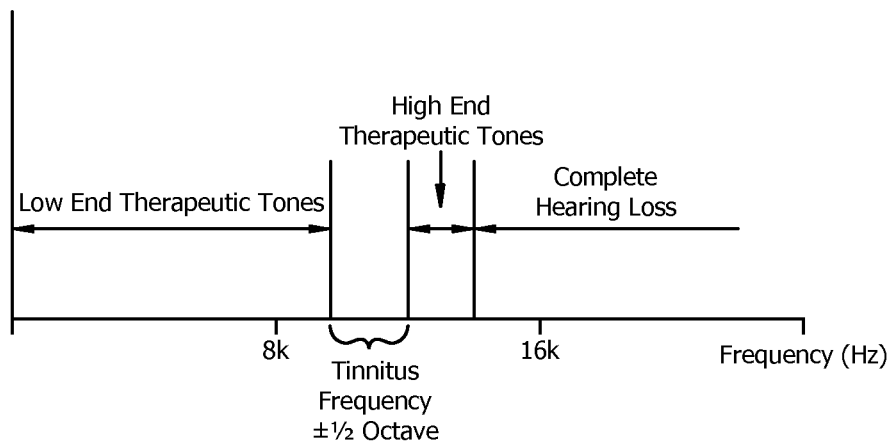 High End
Therapeutic Tones
Complete
Hearing Loss
Low End Therapeutic Tones
8k
16k
Frequency (Hz)
Tinnitus
Frequency
±½ Octave